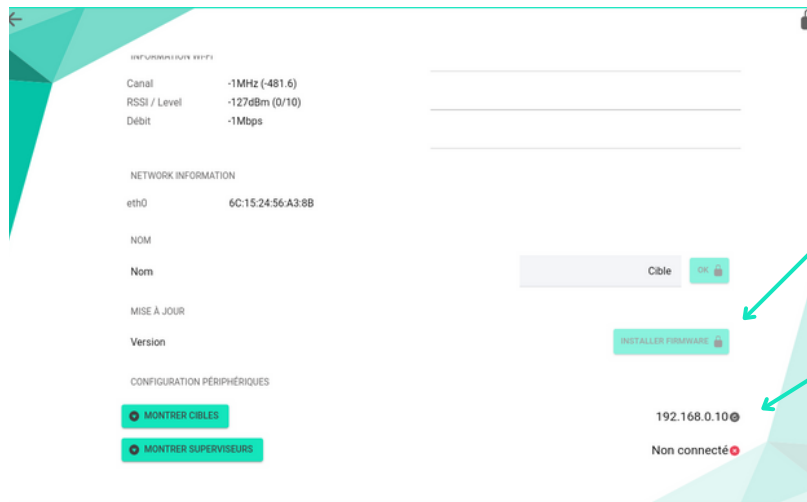 INFORMATION WI-FI
Canal -1MHz (-481.6)
RSSI / Level -127dBm (0/10)
Débit -1Mbps
NETWORK INFORMATION
eth0 6C:15:24:56:A3:8B
NOM
Nom Cible OK
MISE À JOUR
Version INSTALLER FIRMWARE
CONFIGURATION PÉRIPHÉRIQUES
MONTRER CIBLES 192.168.0.10
MONTRER SUPERVISEURS Non connecté